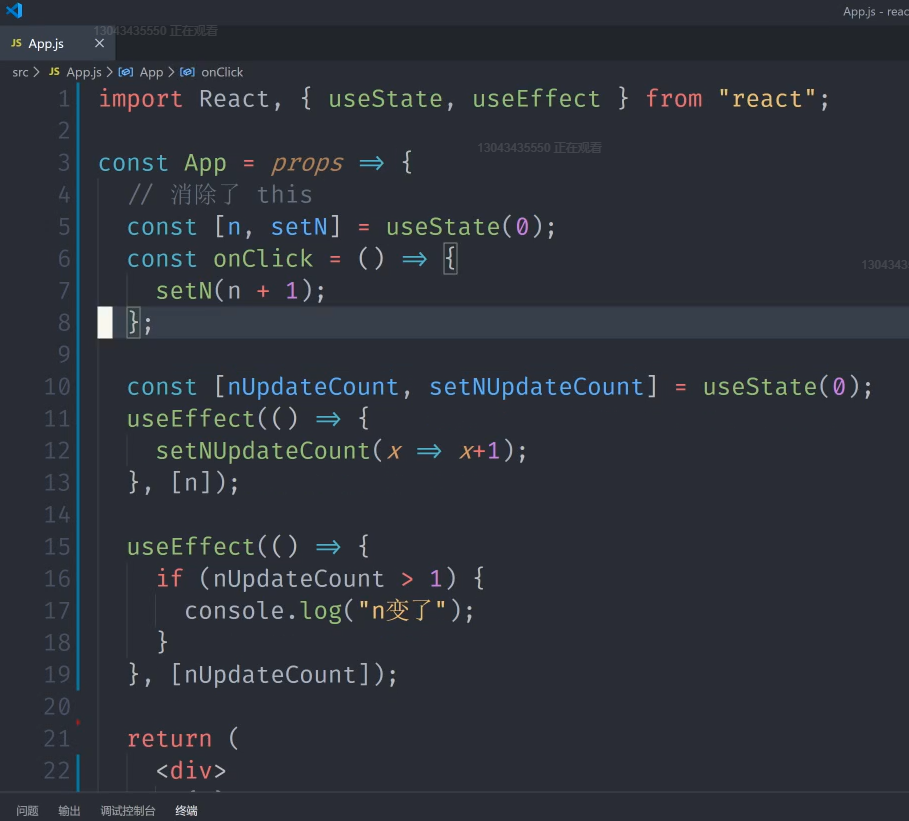 App.js - reac
13043435550 正在观看
JS App.js ×
src > JS App.js > App > onClick
1 import React, { useState, useEffect } from "react";
2
13043435550 正在观看
3 const App = props => {
4 // 消除了 this
5 const [n, setN] = useState(0);
6 const onClick = () => {
1304343
7 setN(n + 1);
8 };
9
10 const [nUpdateCount, setNUpdateCount] = useState(0);
11 useEffect(() => {
12 setNUpdateCount(x => x+1);
13 }, [n]);
14
15 useEffect(() => {
16 if (nUpdateCount > 1) {
17 console.log("n变了");
18 }
19 }, [nUpdateCount]);
20
21 return (
22 <div>
问题 输出 调试控制台 终端